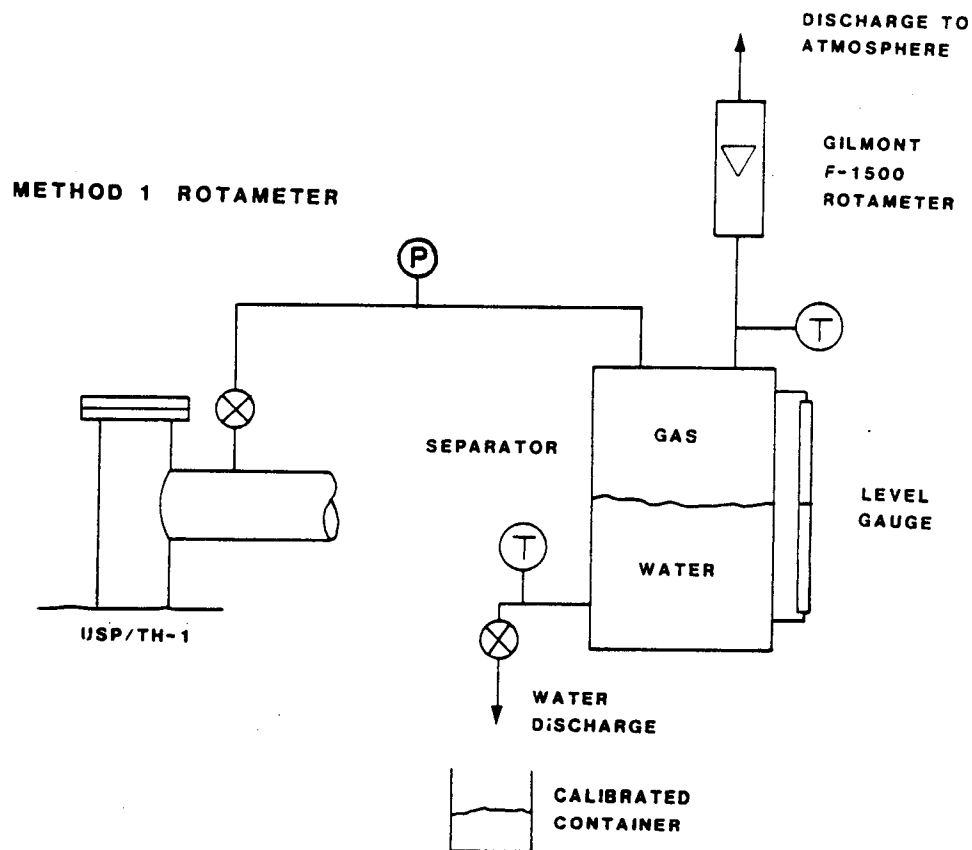 DISCHARGE TO
ATMOSPHERE
GILMONT
F-1500
ROTAMETER
METHOD 1 ROTAMETER
P
T
SEPARATOR
GAS
LEVEL
GAUGE
T
WATER
USP/TH-1
WATER
DISCHARGE
CALIBRATED
CONTAINER